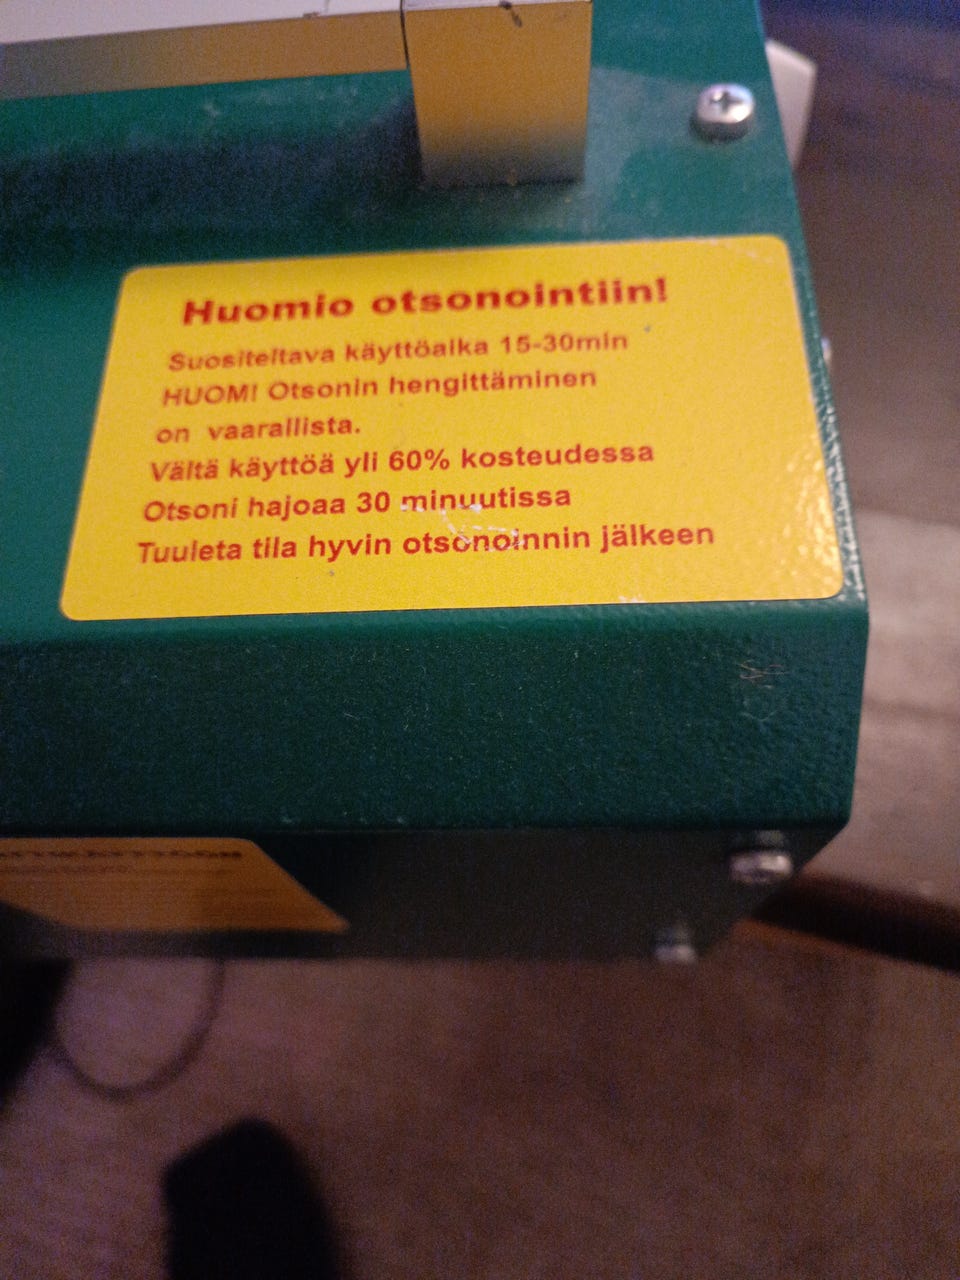 Huomio otsonointiin!
Suositeltava käyttöaika 15-30min
HUOM! Otsonin hengittäminen
on vaarallista.
Vältä käyttöä yli 60% kosteudessa
Otsoni hajoaa 30 minuutissa
Tuuleta tila hyvin otsonoinnin jälkeen